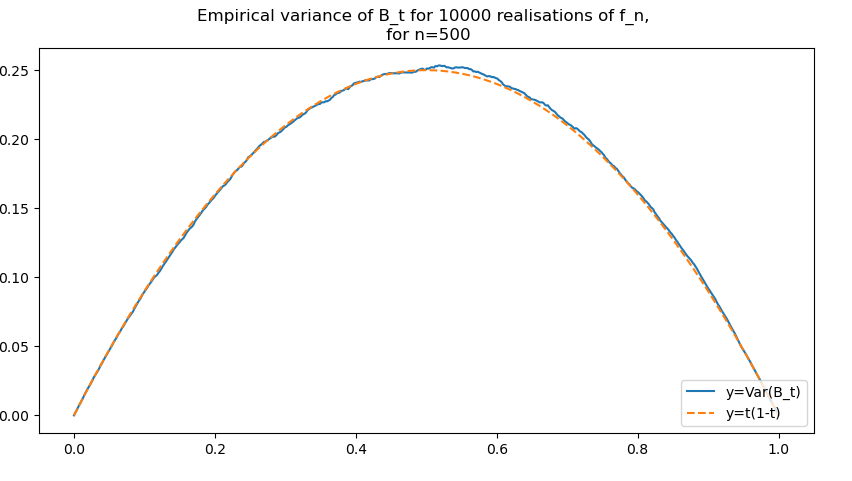 Empirical variance of B_t for 10000 realisations of f_n,
for n=500
0.25
0.20
0.15
0.10
0.05
0.00
0.0 0.2 0.4 0.6 0.8 1.0
y=Var(B_t)
y=t(1-t)